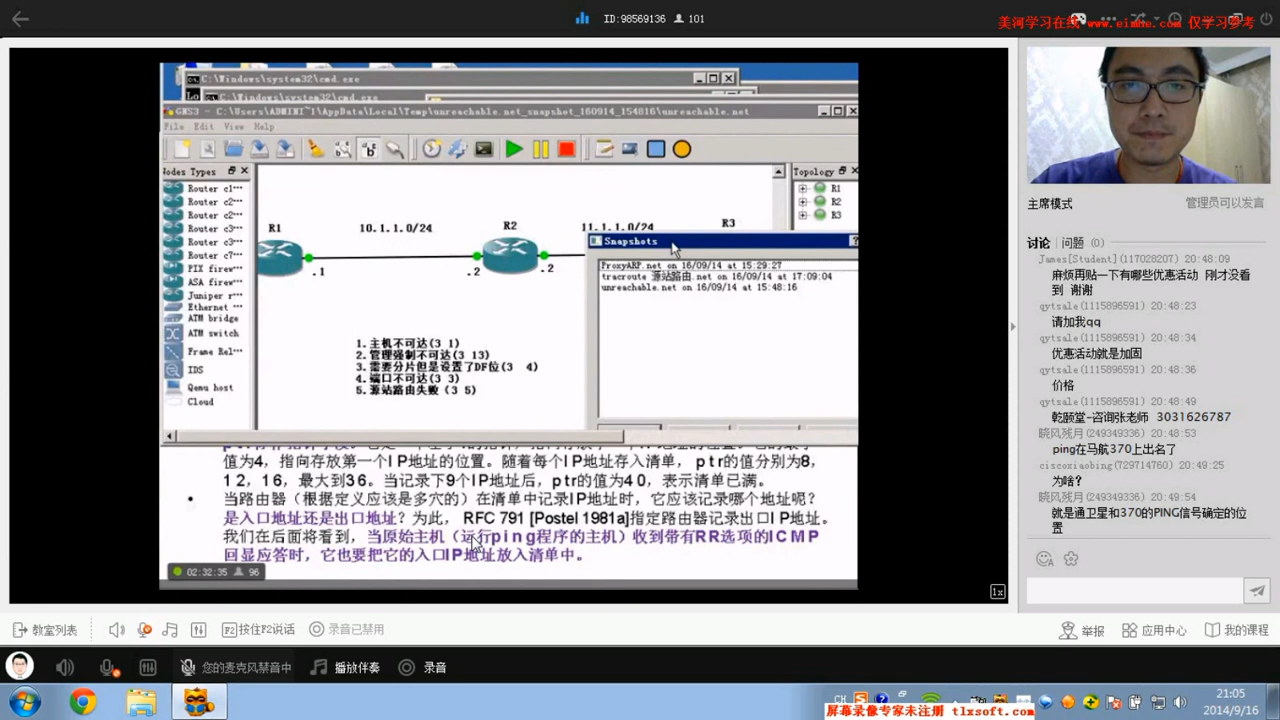 ID:98569136 101
美河学习在线 www.eimhe.com 仅学习参考
C:\Windows\system32\cmd.exe
C:\Windows\system32\cmd.exe
GNS3 - C:\Users\ADMINI~1\AppData\Local\Temp\unreachable.net_snapshot_160914_154816\unreachable.net
File Edit View Help
Nodes Types
Router c1···
Router c2···
Router c2···
Router c3···
Router c3···
Router c7···
PIX firew···
ASA firew···
Juniper r···
Ethernet ···
ATM bridge
ATM switch
Frame Rel···
IDS
Qemu host
Cloud
R1
10.1.1.0/24
R2
11.1.1.0/24
R3
.1
.2
.2
Topology
R1
R2
R3
Snapshots
ProxyARP.net on 16/09/14 at 15:29:27
tracroute 源站路由.net on 16/09/14 at 17:09:04
unreachable.net on 16/09/14 at 15:48:16
1.主机不可达(3 1)
2.管理强制不可达(3 13)
3.需要分片但是设置了DF位(3 4)
4.端口不可达(3 3)
5.源站路由失败 (3 5)
值为4，指向存放第一个IP地址的位置。随着每个IP地址存入清单，ptr的值分别为8，
12，16，最大到36。当记录下9个IP地址后，ptr的值为40，表示清单已满。
• 当路由器（根据定义应该是多穴的）在清单中记录IP地址时，它应该记录哪个地址呢？
是入口地址还是出口地址？为此，RFC 791 [Postel 1981a]指定路由器记录出口IP地址。
我们在后面将看到，当原始主机（运行ping程序的主机）收到带有RR选项的ICMP
回显应答时，它也要把它的入口IP地址放入清单中。
02:32:35 96
1x
主席模式 管理员可以发言
讨论 问题 (0)
James[Student](117028207) 20:48:09
麻烦再贴一下有哪些优惠活动 刚才没看
到 谢谢
qytsale(1115896591) 20:48:23
请加我qq
qytsale(1115896591) 20:48:34
优惠活动就是加固
qytsale(1115896591) 20:48:36
价格
qytsale(1115896591) 20:48:49
乾颐堂-咨询张老师 3031626787
晓风残月(249349336) 20:48:53
ping在马航370上出名了
ciscoxiaobing(729714760) 20:49:25
为啥?
晓风残月(249349336) 20:49:54
就是通卫星和370的PING信号确定的位
置
教室列表 F2 按住F2说话 录音已禁用 举报 应用中心 我的课程
您的麦克风禁音中 播放伴奏 录音
CH
21:05
2014/9/16
屏幕录像专家未注册 tlxsoft.com